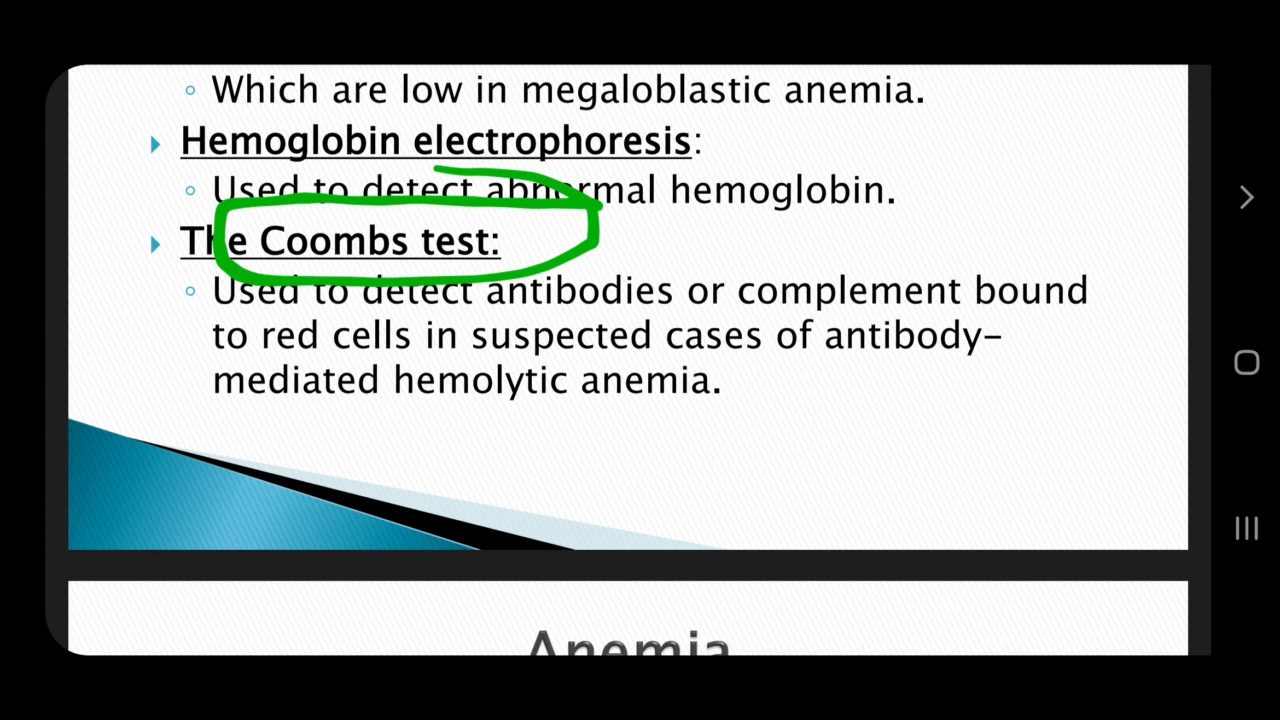 Which are low in megaloblastic anemia.
Hemoglobin electrophoresis:
Used to detect abnormal hemoglobin.
The Coombs test:
Used to detect antibodies or complement bound
to red cells in suspected cases of antibody-
mediated hemolytic anemia.
Anemia